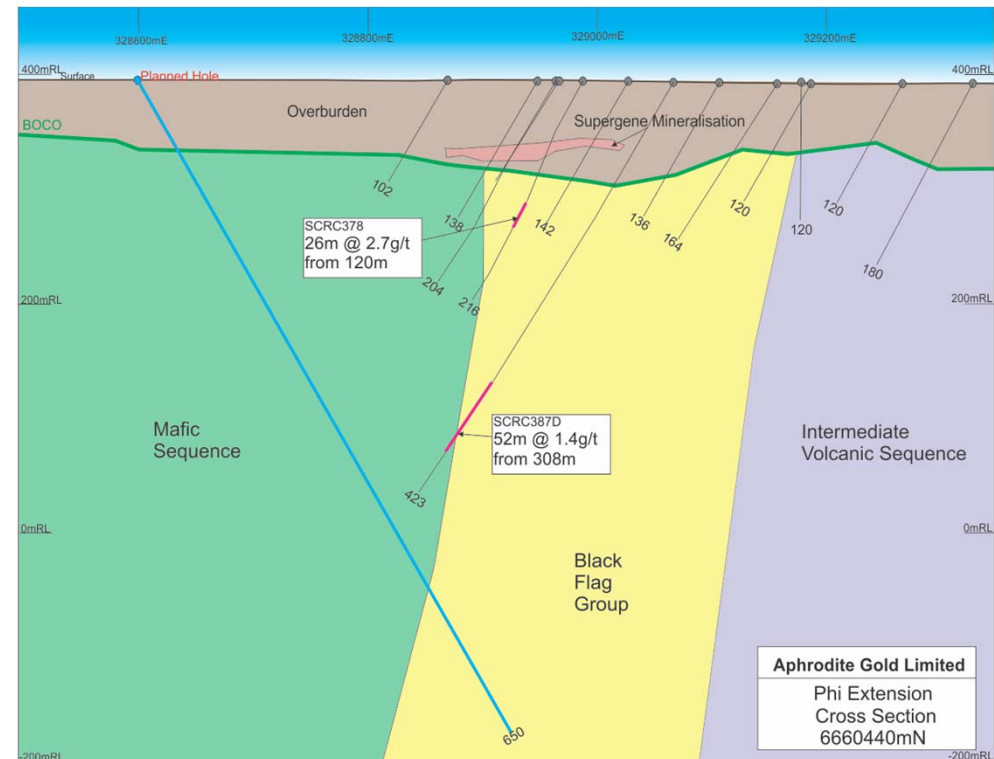 328600mE
328800mE
329000mE
329200mE
400mRL
Surface
Planned Hole
400mRL
Overburden
Supergene Mineralisation
BOCO
102
138
204
216
142
136
164
120
120
120
180
SCRC378
26m @ 2.7g/t
from 120m
200mRL
200mRL
Mafic
Sequence
SCRC387D
52m @ 1.4g/t
from 308m
Intermediate
Volcanic Sequence
423
0mRL
0mRL
Black
Flag
Group
650
Aphrodite Gold Limited
Phi Extension
Cross Section
6660440mN
-200mRL
-200mRL